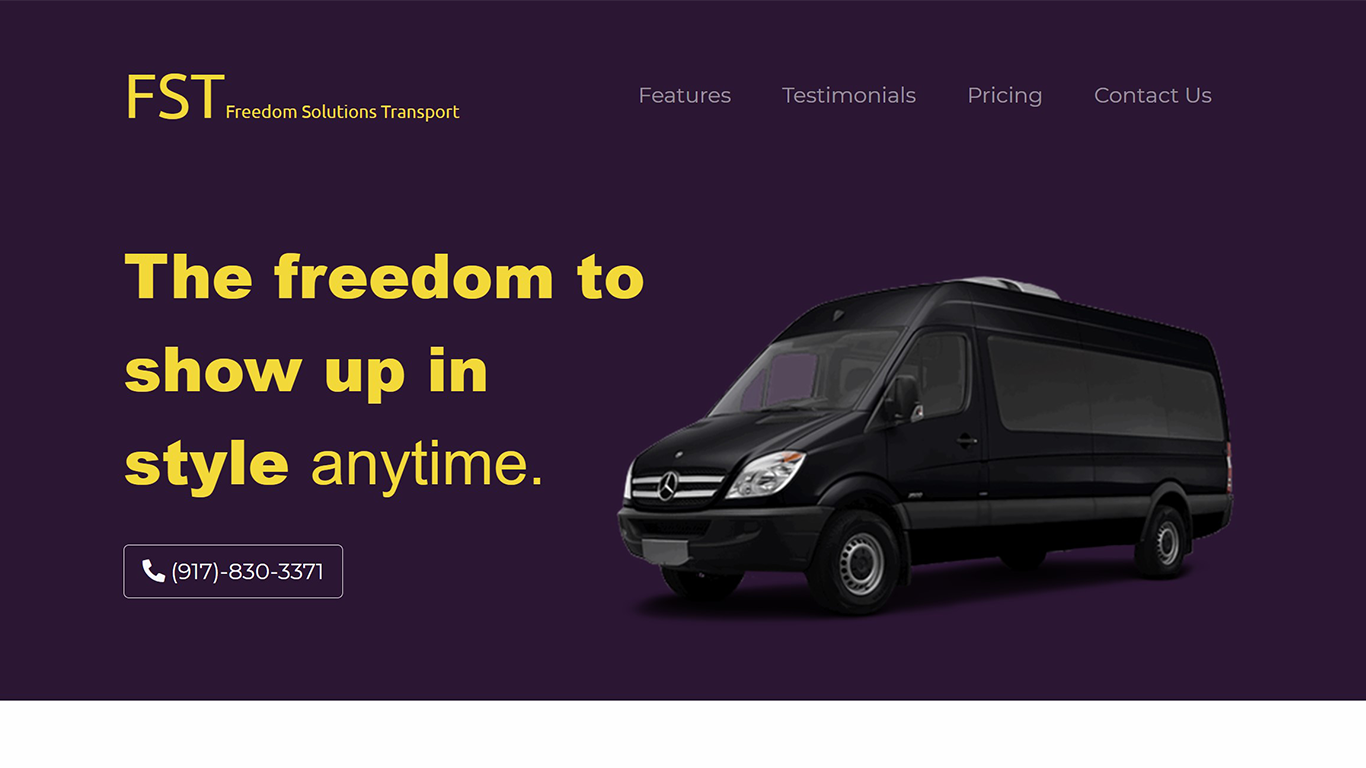 FST Freedom Solutions Transport
Features Testimonials Pricing Contact Us
The freedom to
show up in
style anytime.
(917)-830-3371